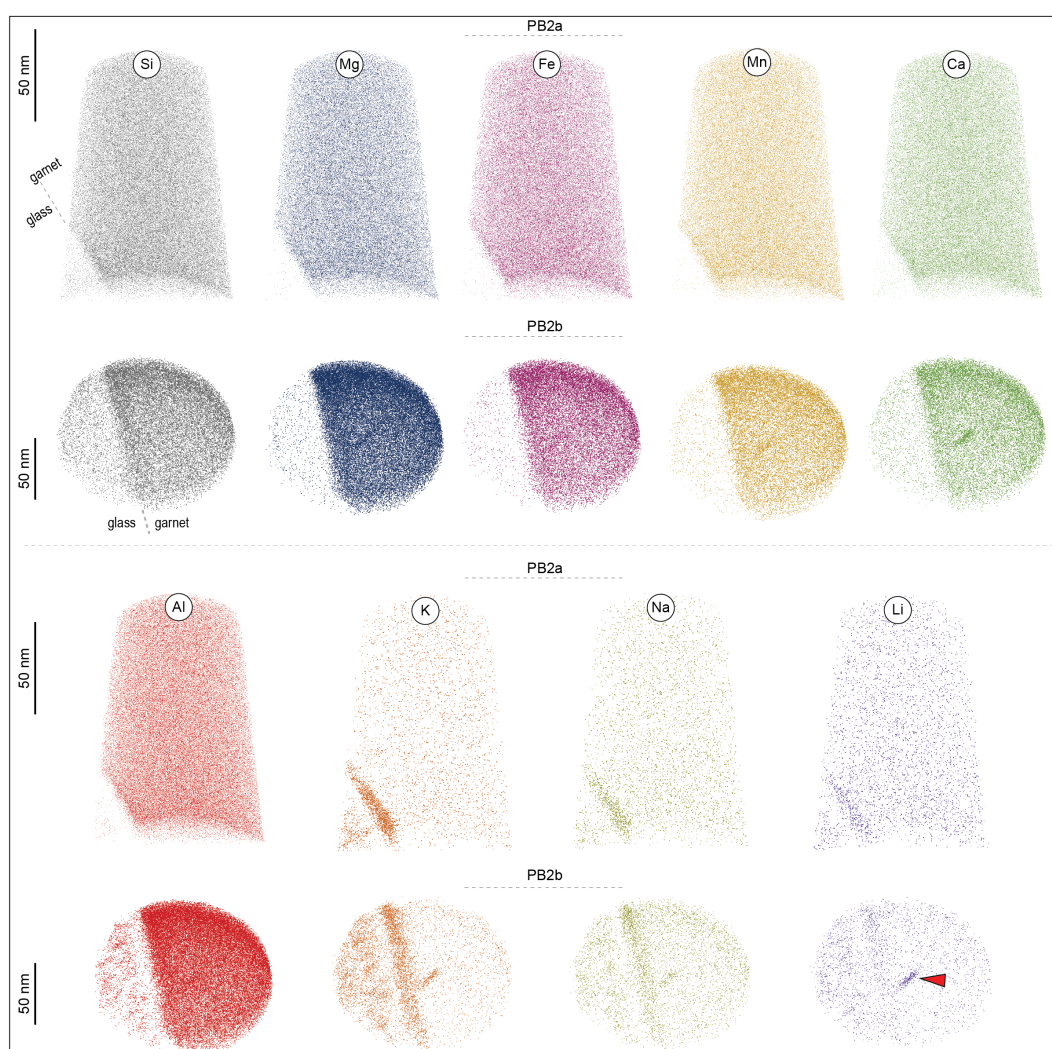 PB2a
50 nm
Si
Mg
Fe
Mn
Ca
garnet
glass
PB2b
50 nm
glass
garnet
PB2a
50 nm
Al
K
Na
Li
PB2b
50 nm